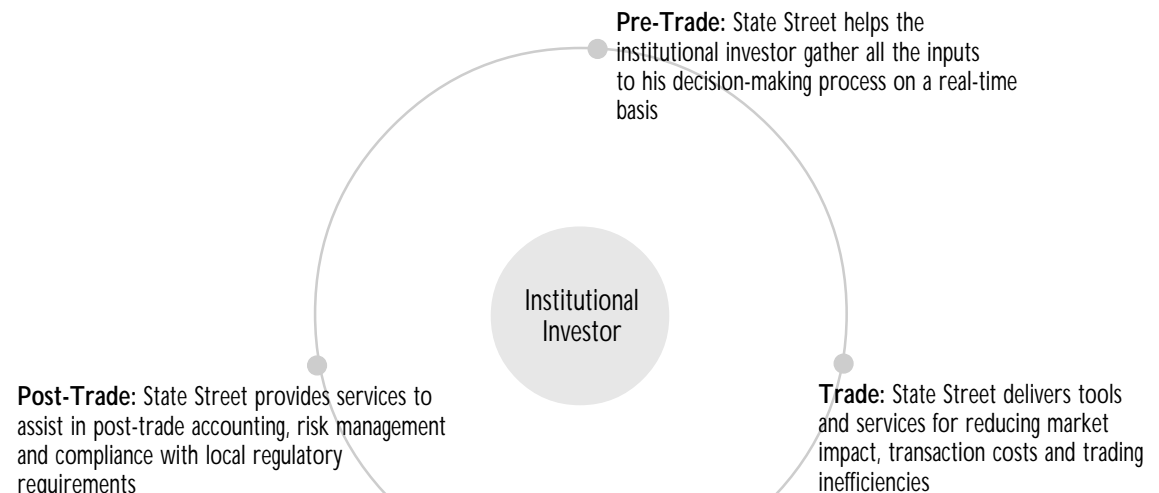 Pre-Trade: State Street helps the
institutional investor gather all the inputs
to his decision-making process on a real-time
basis
Institutional
Investor
Post-Trade: State Street provides services to
assist in post-trade accounting, risk management
and compliance with local regulatory
requirements
Trade: State Street delivers tools
and services for reducing market
impact, transaction costs and trading
inefficiencies